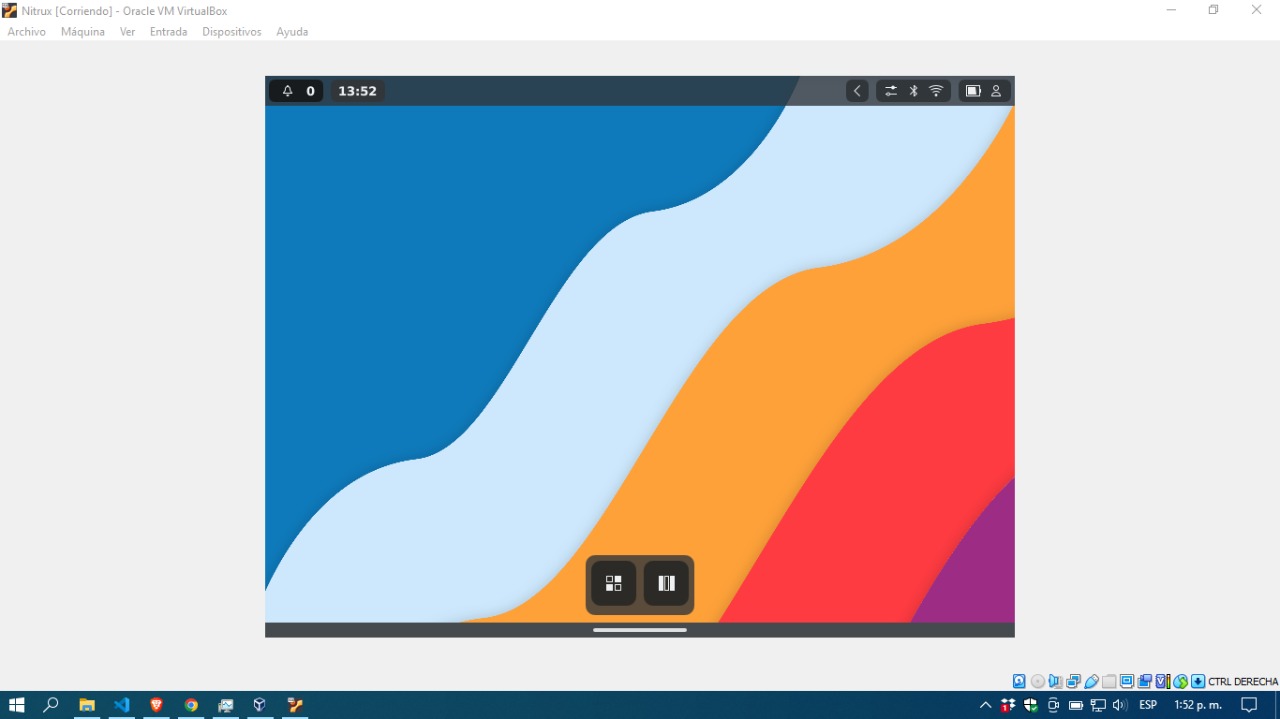 Nitrux [Corriendo] - Oracle VM VirtualBox
Archivo Máquina Ver Entrada Dispositivos Ayuda
0 13:52
CTRL DERECHA
1 ESP 1:52 p. m.